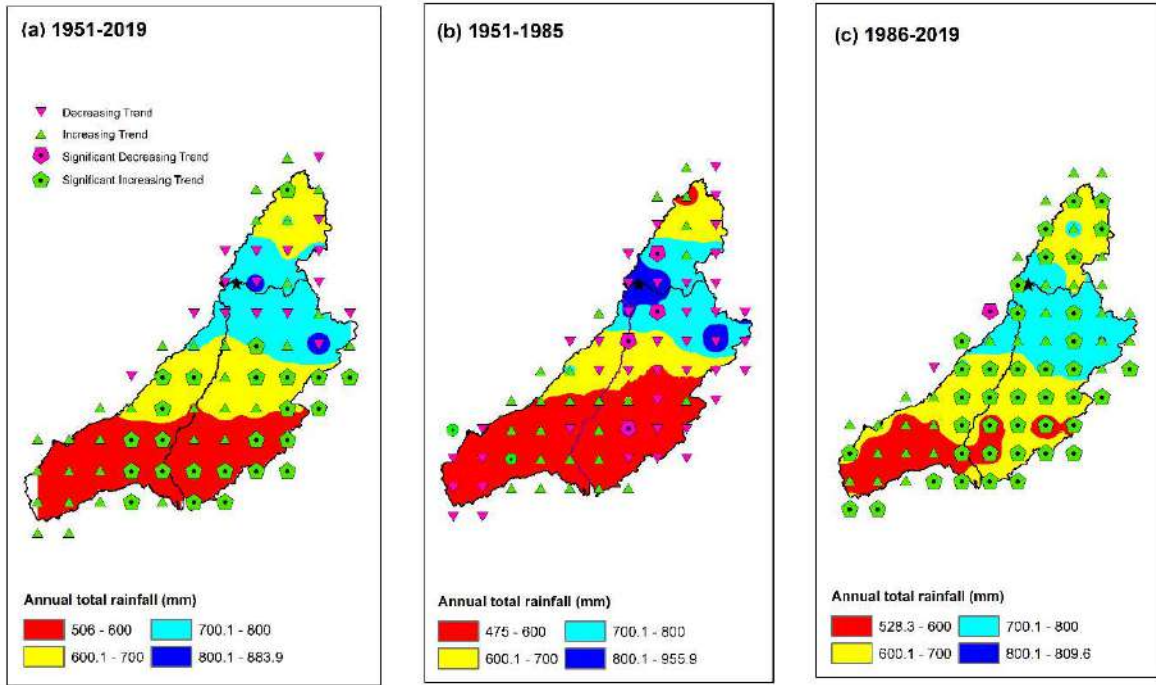 (a) 1951-2019
Decreasing Trend
Increasing Trend
Significant Decreasing Trend
Significant Increasing Trend
Annual total rainfall (mm)
506 - 600
700.1 - 800
600.1 - 700
800.1 - 883.9
(b) 1951-1985
Annual total rainfall (mm)
475 - 600
700.1 - 800
600.1 - 700
800.1 - 955.9
(c) 1986-2019
Annual total rainfall (mm)
528.3 - 600
700.1 - 800
600.1 - 700
800.1 - 809.6